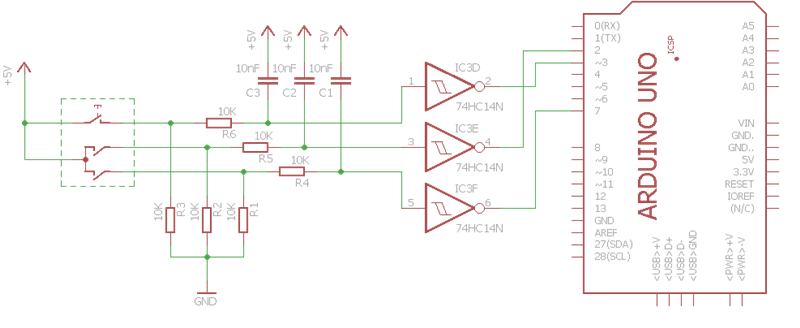 +5V
+5V
+5V
+5V
10nF
10nF
10nF
C3
C2
C1
10K
R6
10K
R5
10K
R4
10K
R3
10K
R2
10K
R1
GND
IC3D
1
2
74HC14N
IC3E
3
4
74HC14N
IC3F
5
6
74HC14N
ARDUINO UNO
ICSP
0(RX)
1(TX)
2
~3
4
~5
~6
7
8
~9
~10
~11
12
13
GND
AREF
27(SDA)
28(SCL)
A5
A4
A3
A2
A1
A0
VIN
GND.
GND..
5V
3.3V
RESET
IOREF
(N/C)
<USB>+V
<USB>D+
<USB>D-
<USB>GND
<PWR>+V
<PWR>-V